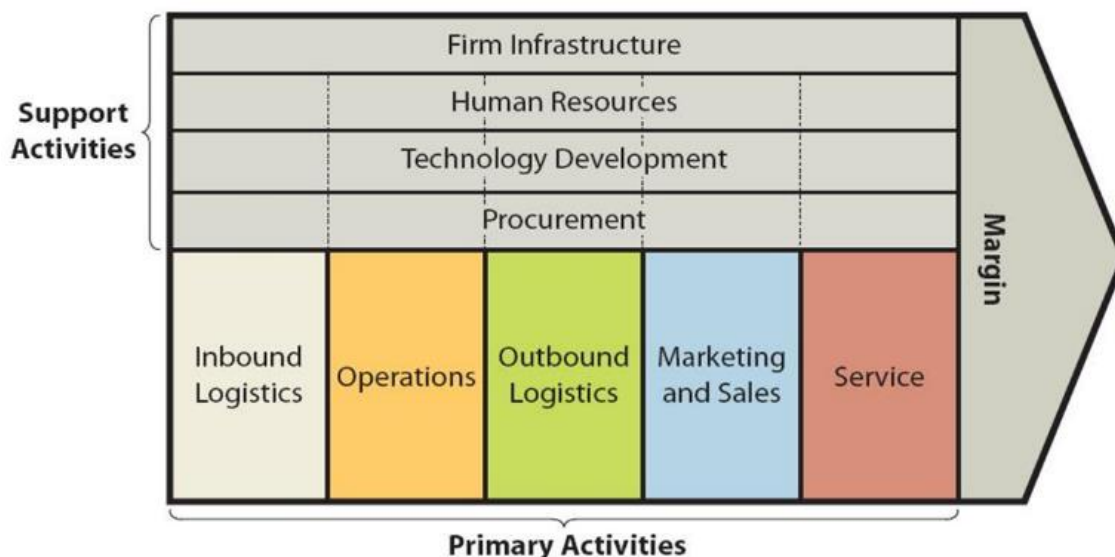 Firm Infrastructure
Human Resources
Technology Development
Procurement
Support
Activities
Inbound
Logistics
Operations
Outbound
Logistics
Marketing
and Sales
Service
Margin
Primary Activities